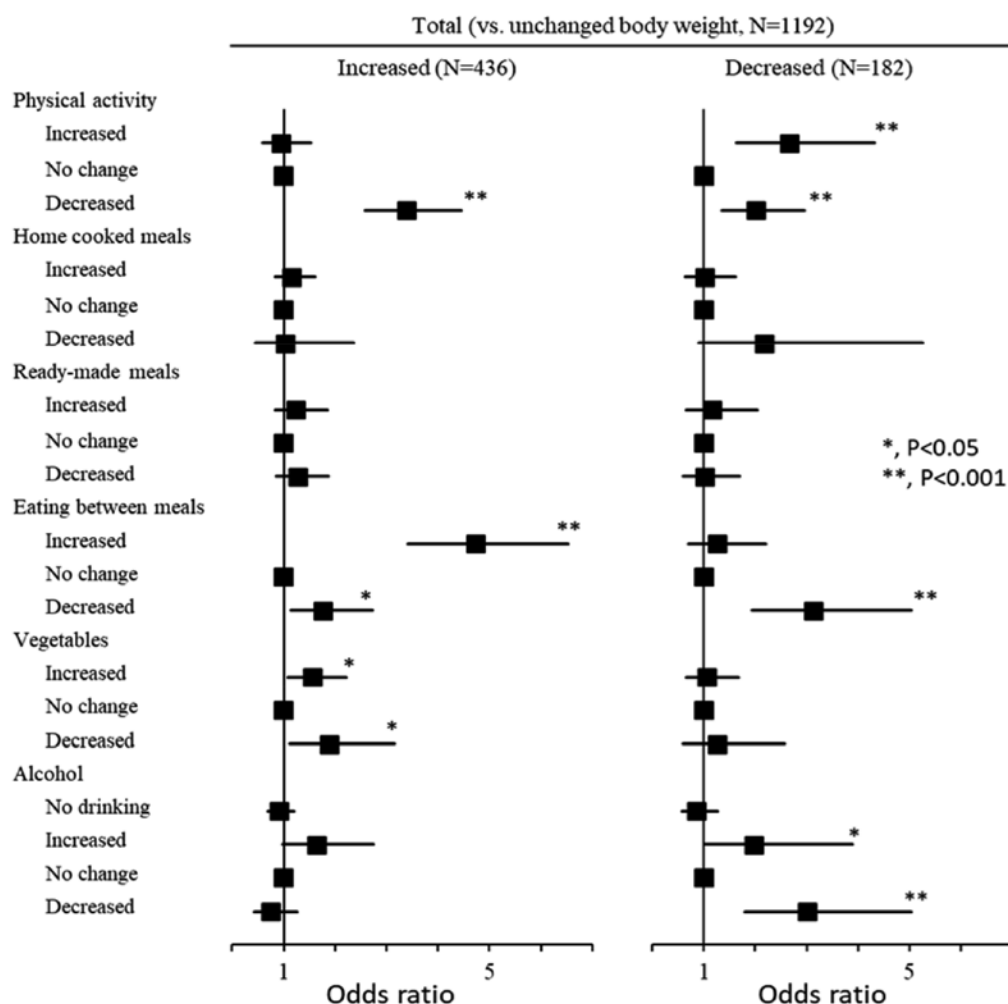 Total (vs. unchanged body weight, N=1192)
Increased (N=436)
Decreased (N=182)
Physical activity
Increased
**
No change
Decreased
**
**
Home cooked meals
Increased
No change
Decreased
Ready-made meals
Increased
No change
*, P<0.05
Decreased
**, P<0.001
Eating between meals
Increased
**
No change
Decreased
*
**
Vegetables
Increased
*
No change
Decreased
*
Alcohol
No drinking
Increased
*
No change
Decreased
**
1
5
1
5
Odds ratio
Odds ratio